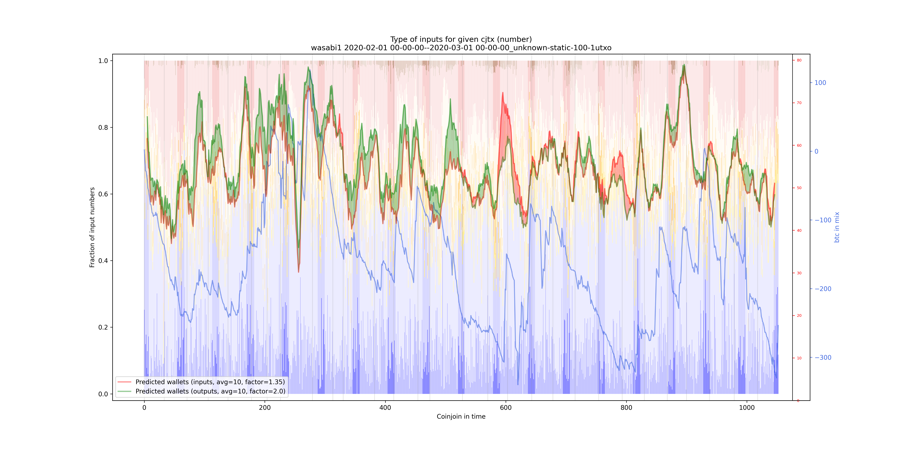 Type of inputs for given cjtx (number)
wasabi1 2020-02-01 00-00-00--2020-03-01 00-00-00_unknown-static-100-1utxo
1.0
0.8
0.6
0.4
0.2
0.0
Fraction of input numbers
0
200
400
600
800
1000
Conjoin in time
100
0
−100
−200
−300
btc in mix
Predicted wallets (inputs, avg=10, factor=1.35)
Predicted wallets (outputs, avg=10, factor=2.0)